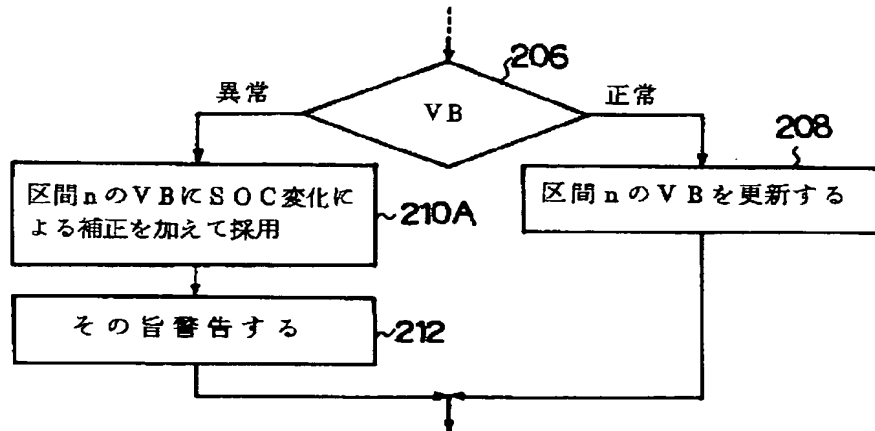 206
異常
VB
正常
208
区間nのVBにSOC変化に
よる補正を加えて採用
210A
区間nのVBを更新する
その旨警告する
212